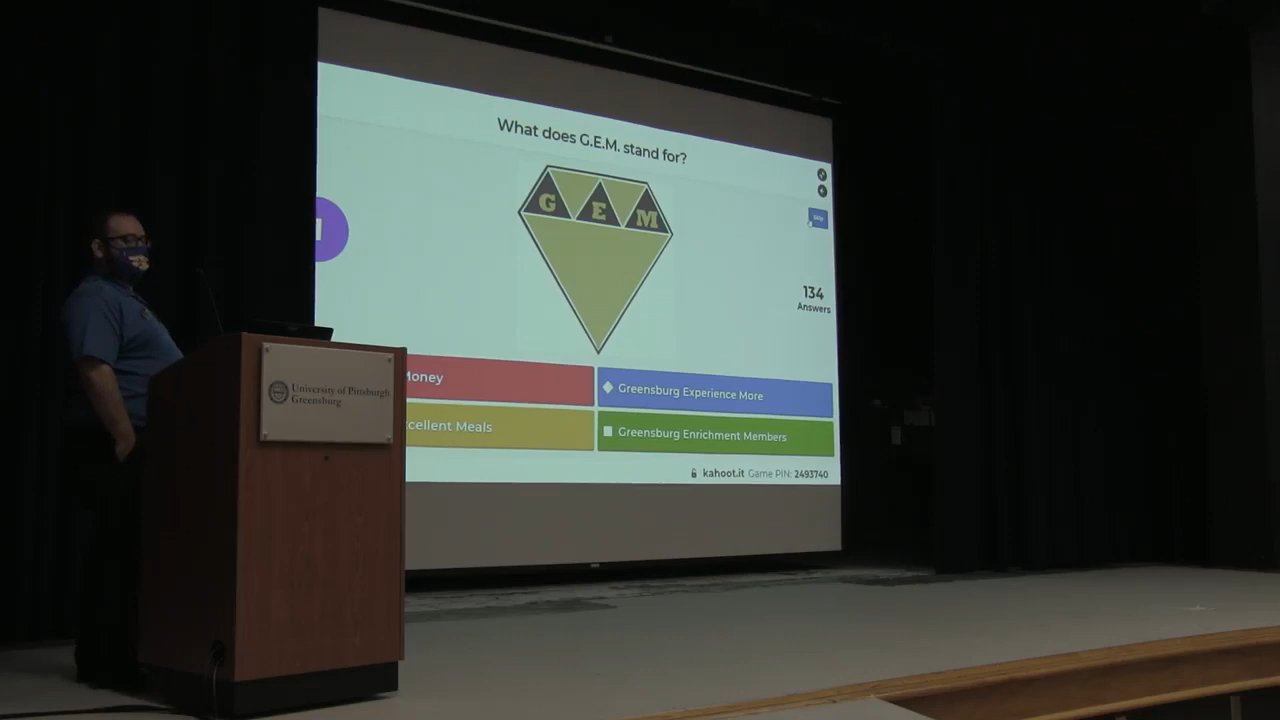 What does G.E.M. stand for?
G E M
Skip
134
Answers
Money
Greensburg Experience More
cellent Meals
Greensburg Enrichment Members
kahoot.it Game PIN: 2493740
University of Pittsburgh
Greensburg